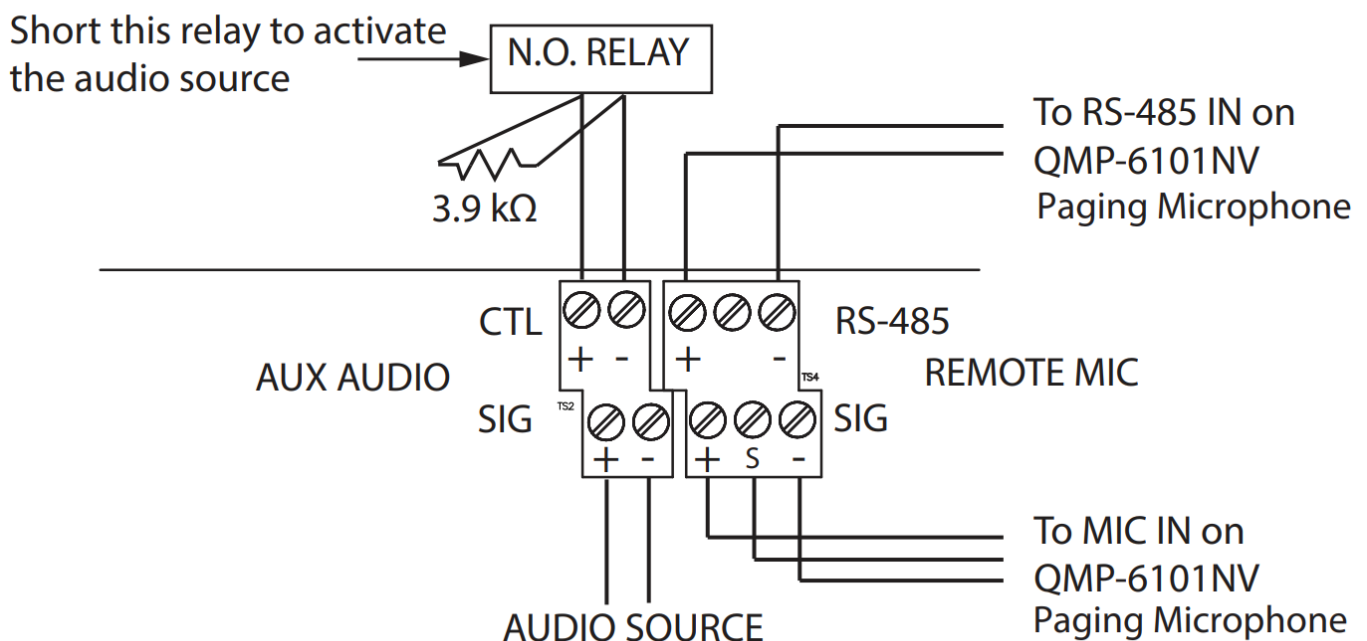 Short this relay to activate
the audio source
N.O. RELAY
3.9 kΩ
To RS-485 IN on
QMP-6101NV
Paging Microphone
CTL
RS-485
+ -
+ -
AUX AUDIO
TS4
REMOTE MIC
SIG
TS2
SIG
+ -
+ S -
To MIC IN on
QMP-6101NV
Paging Microphone
AUDIO SOURCE